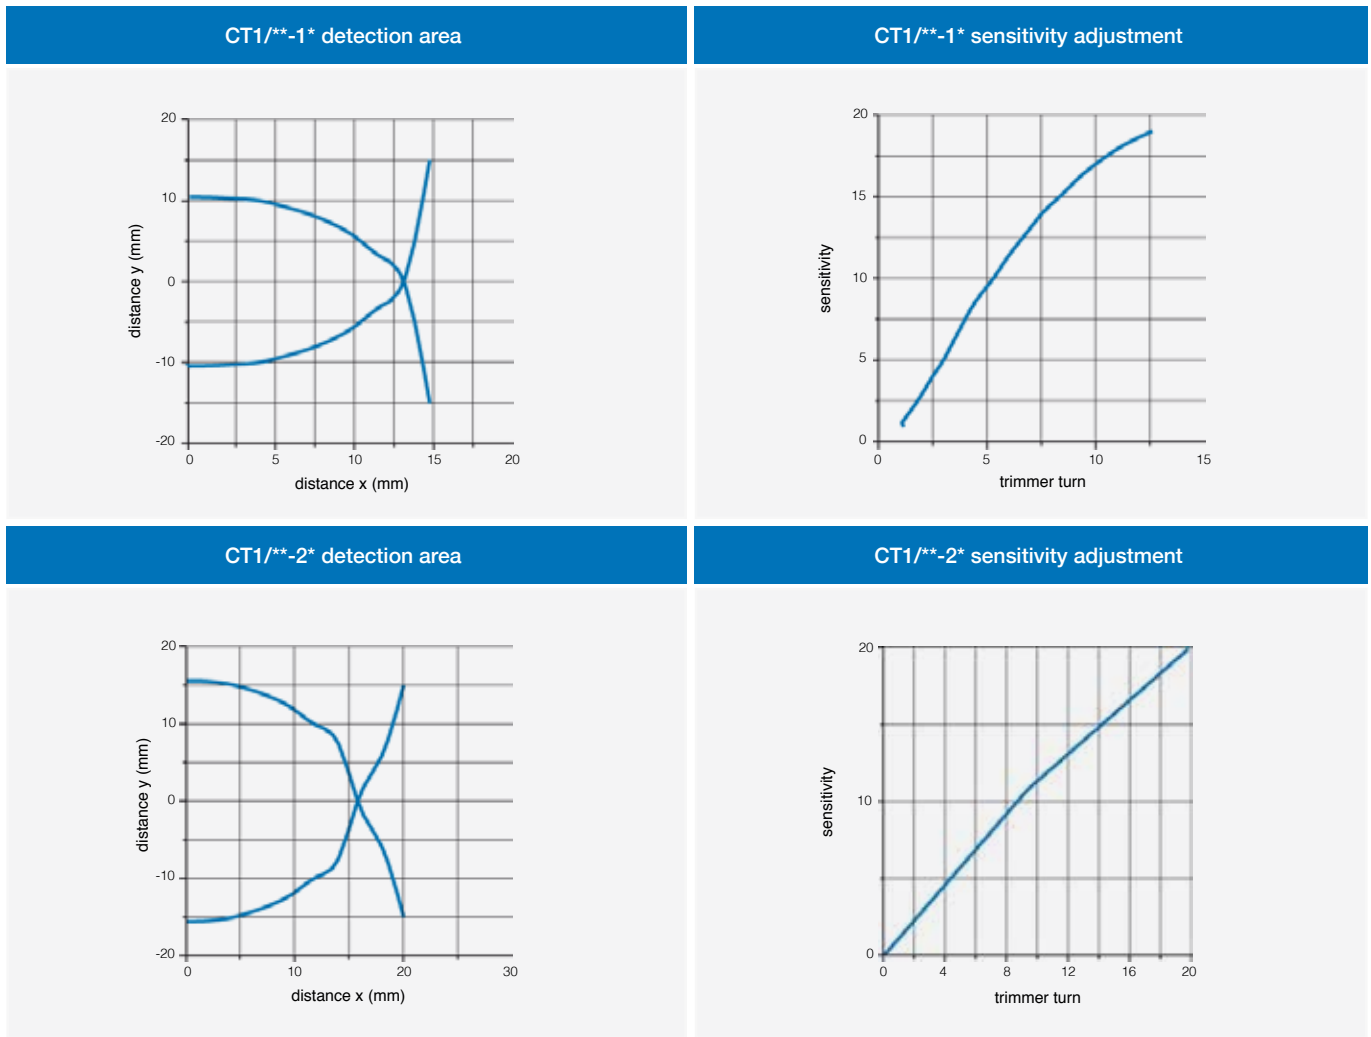 CT1/**-1* detection area
20
10
0
-10
-20
0 5 10 15 20
distance y (mm)
distance x (mm)
CT1/**-1* sensitivity adjustment
20
15
10
5
0
0 5 10 15
sensitivity
trimmer turn
CT1/**-2* detection area
20
10
0
-10
-20
0 10 20 30
distance y (mm)
distance x (mm)
CT1/**-2* sensitivity adjustment
20
10
0
0 4 8 12 16 20
sensitivity
trimmer turn